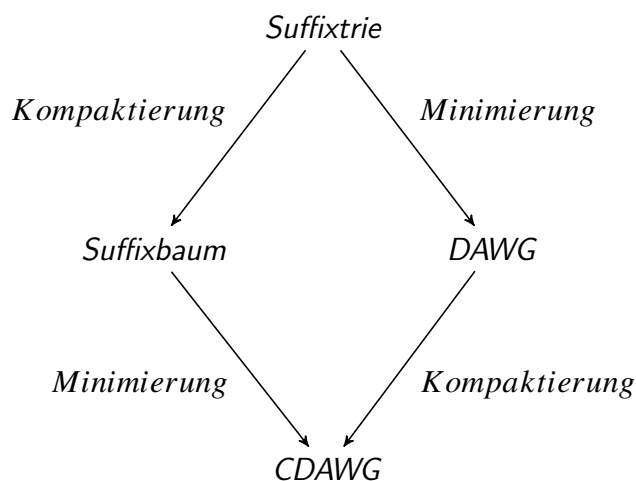 Suffixtrie
Kompaktierung Minimierung
Suffixbaum DAWG
Minimierung Kompaktierung
CDAWG